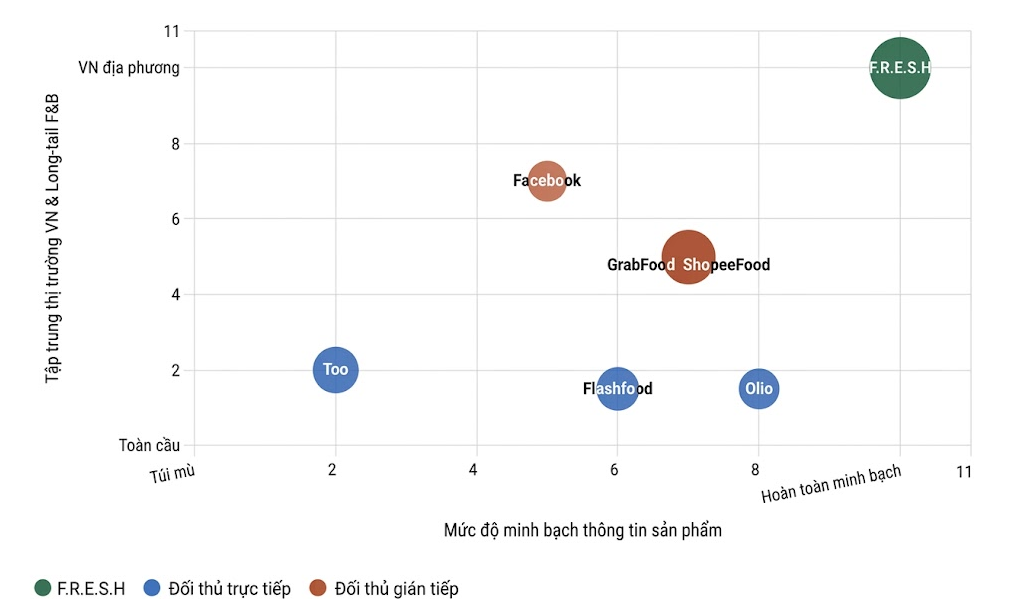 11
VN địa phương
F.R.E.S.H
8
Facebook
6
GrabFood ShopeeFood
4
Too
2
Flashfood
Olio
Toàn cầu
Tập trung thị trường VN & Long-tail F&B
Túi mù
2
4
6
8
Hoàn toàn minh bạch
11
Mức độ minh bạch thông tin sản phẩm
F.R.E.S.H
Đối thủ trực tiếp
Đối thủ gián tiếp